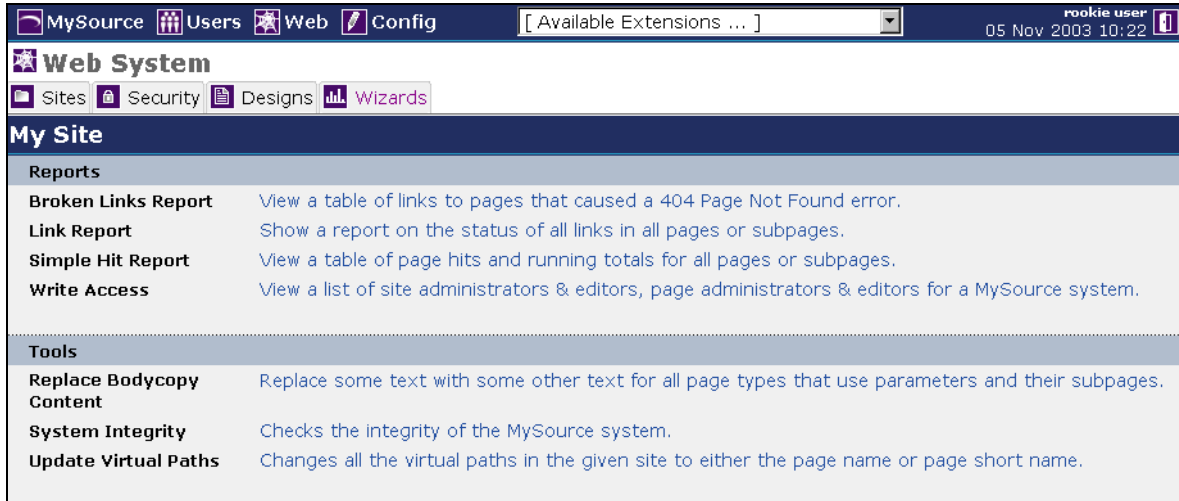 MySource Users Web Config [ Available Extensions ... ] rookie user
05 Nov 2003 10:22
Web System
Sites Security Designs Wizards
My Site
Reports
Broken Links Report View a table of links to pages that caused a 404 Page Not Found error.
Link Report Show a report on the status of all links in all pages or subpages.
Simple Hit Report View a table of page hits and running totals for all pages or subpages.
Write Access View a list of site administrators & editors, page administrators & editors for a MySource system.
Tools
Replace Bodycopy Replace some text with some other text for all page types that use parameters and their subpages.
Content
System Integrity Checks the integrity of the MySource system.
Update Virtual Paths Changes all the virtual paths in the given site to either the page name or page short name.